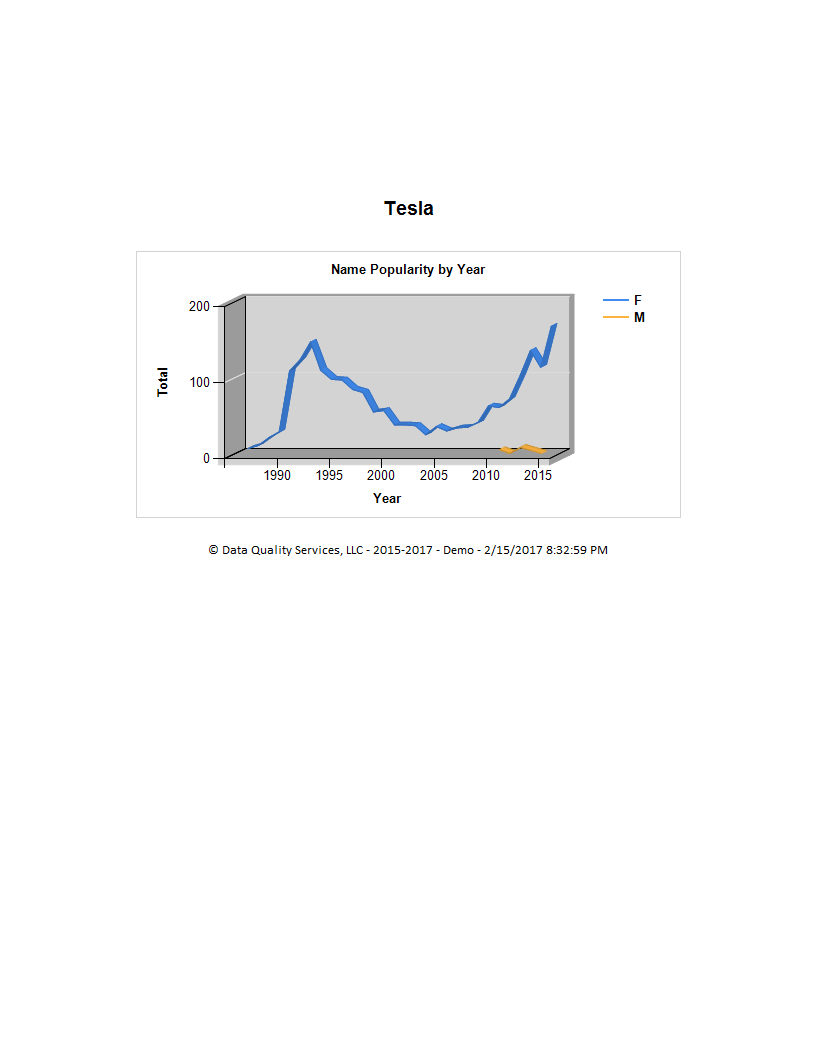 Tesla
Name Popularity by Year
F
M
200
100
0
Total
1990 1995 2000 2005 2010 2015
Year
© Data Quality Services, LLC - 2015-2017 - Demo - 2/15/2017 8:32:59 PM